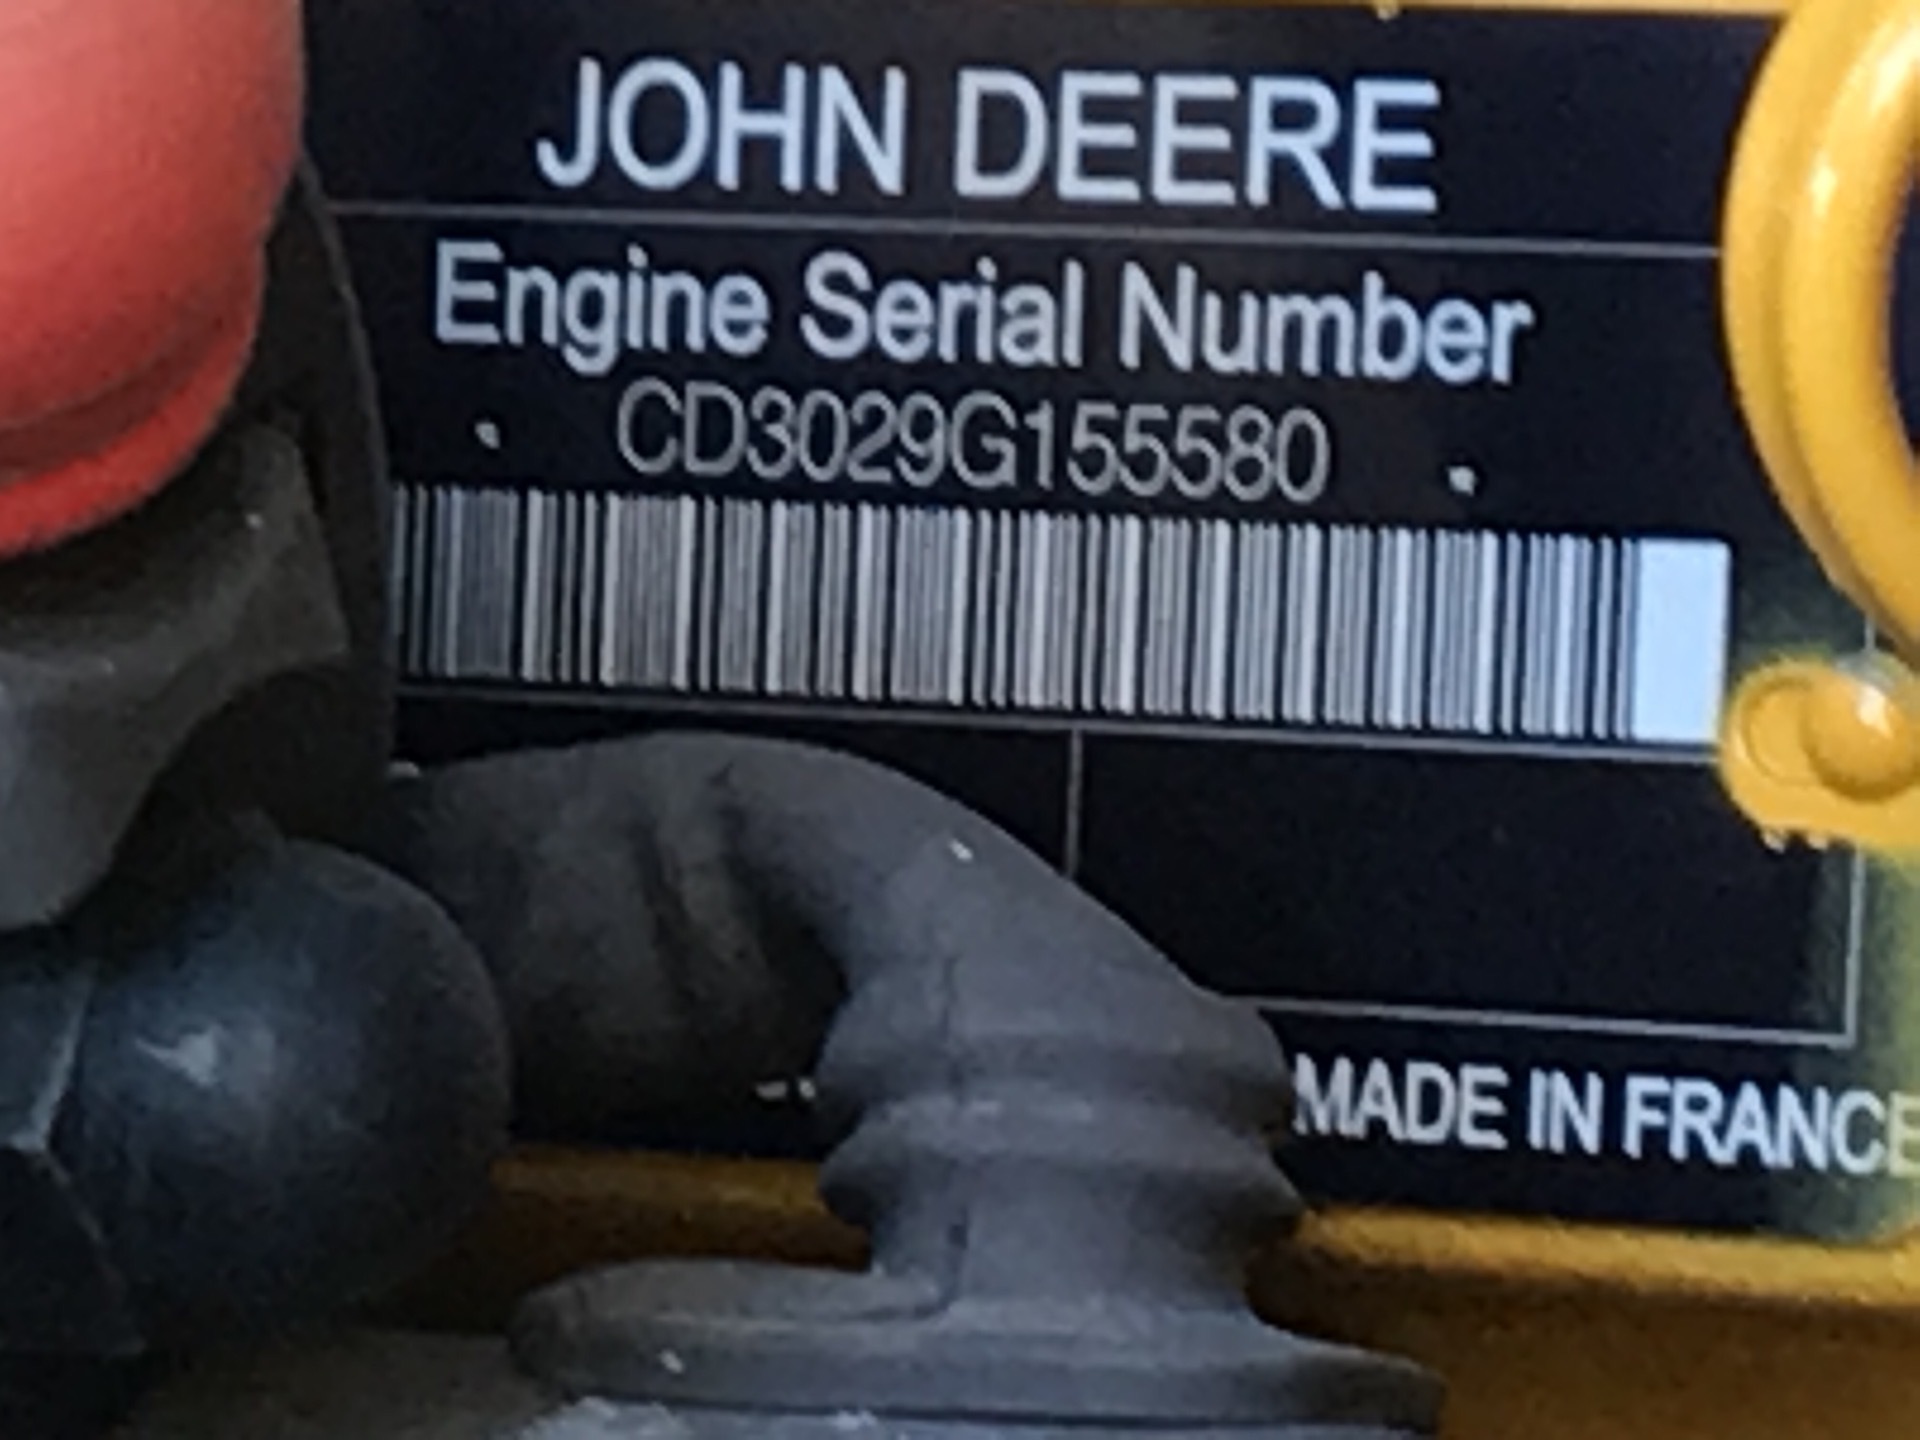 JOHN DEERE
Engine Serial Number
CD3029G155580
MADE IN FRANCE